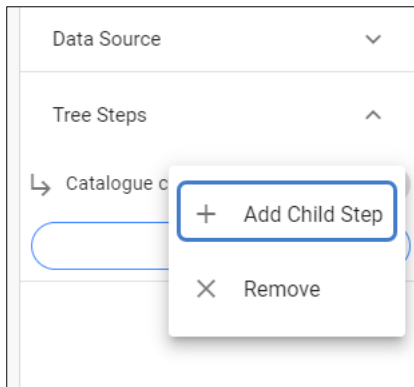 Data Source
Tree Steps
Catalogue c
Add Child Step
Remove